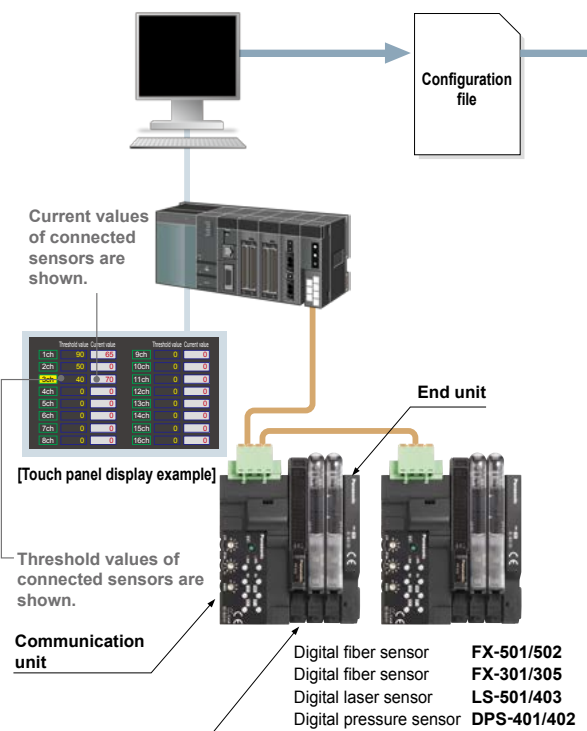 Configuration
file
Current values
of connected
sensors are
shown.
Threshold value Current value Threshold value Current value
1ch 90 65 9ch 0 0
2ch 50 0 10ch 0 0
3ch 40 70 11ch 0 0
4ch 0 0 12ch 0 0
5ch 0 0 13ch 0 0
6ch 0 0 14ch 0 0
7ch 0 0 15ch 0 0
8ch 0 0 16ch 0 0
[Touch panel display example]
End unit
Panasonic
Panasonic
Panasonic
Panasonic
Threshold values of
connected sensors are
shown.
Communication
unit
Digital fiber sensor FX-501/502
Digital fiber sensor FX-301/305
Digital laser sensor LS-501/403
Digital pressure sensor DPS-401/402